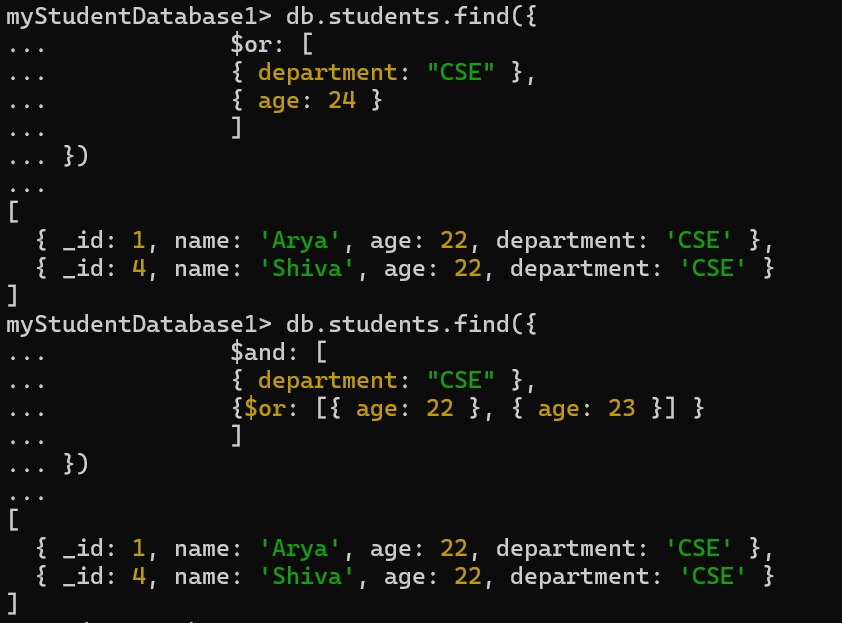 myStudentDatabase1> db.students.find({
...             $or: [
...             { department: "CSE" },
...             { age: 24 }
...             ]
... })
...
[
  { _id: 1, name: 'Arya', age: 22, department: 'CSE' },
  { _id: 4, name: 'Shiva', age: 22, department: 'CSE' }
]
myStudentDatabase1> db.students.find({
...             $and: [
...             { department: "CSE" },
...             {$or: [{ age: 22 }, { age: 23 }] }
...             ]
... })
...
[
  { _id: 1, name: 'Arya', age: 22, department: 'CSE' },
  { _id: 4, name: 'Shiva', age: 22, department: 'CSE' }
]